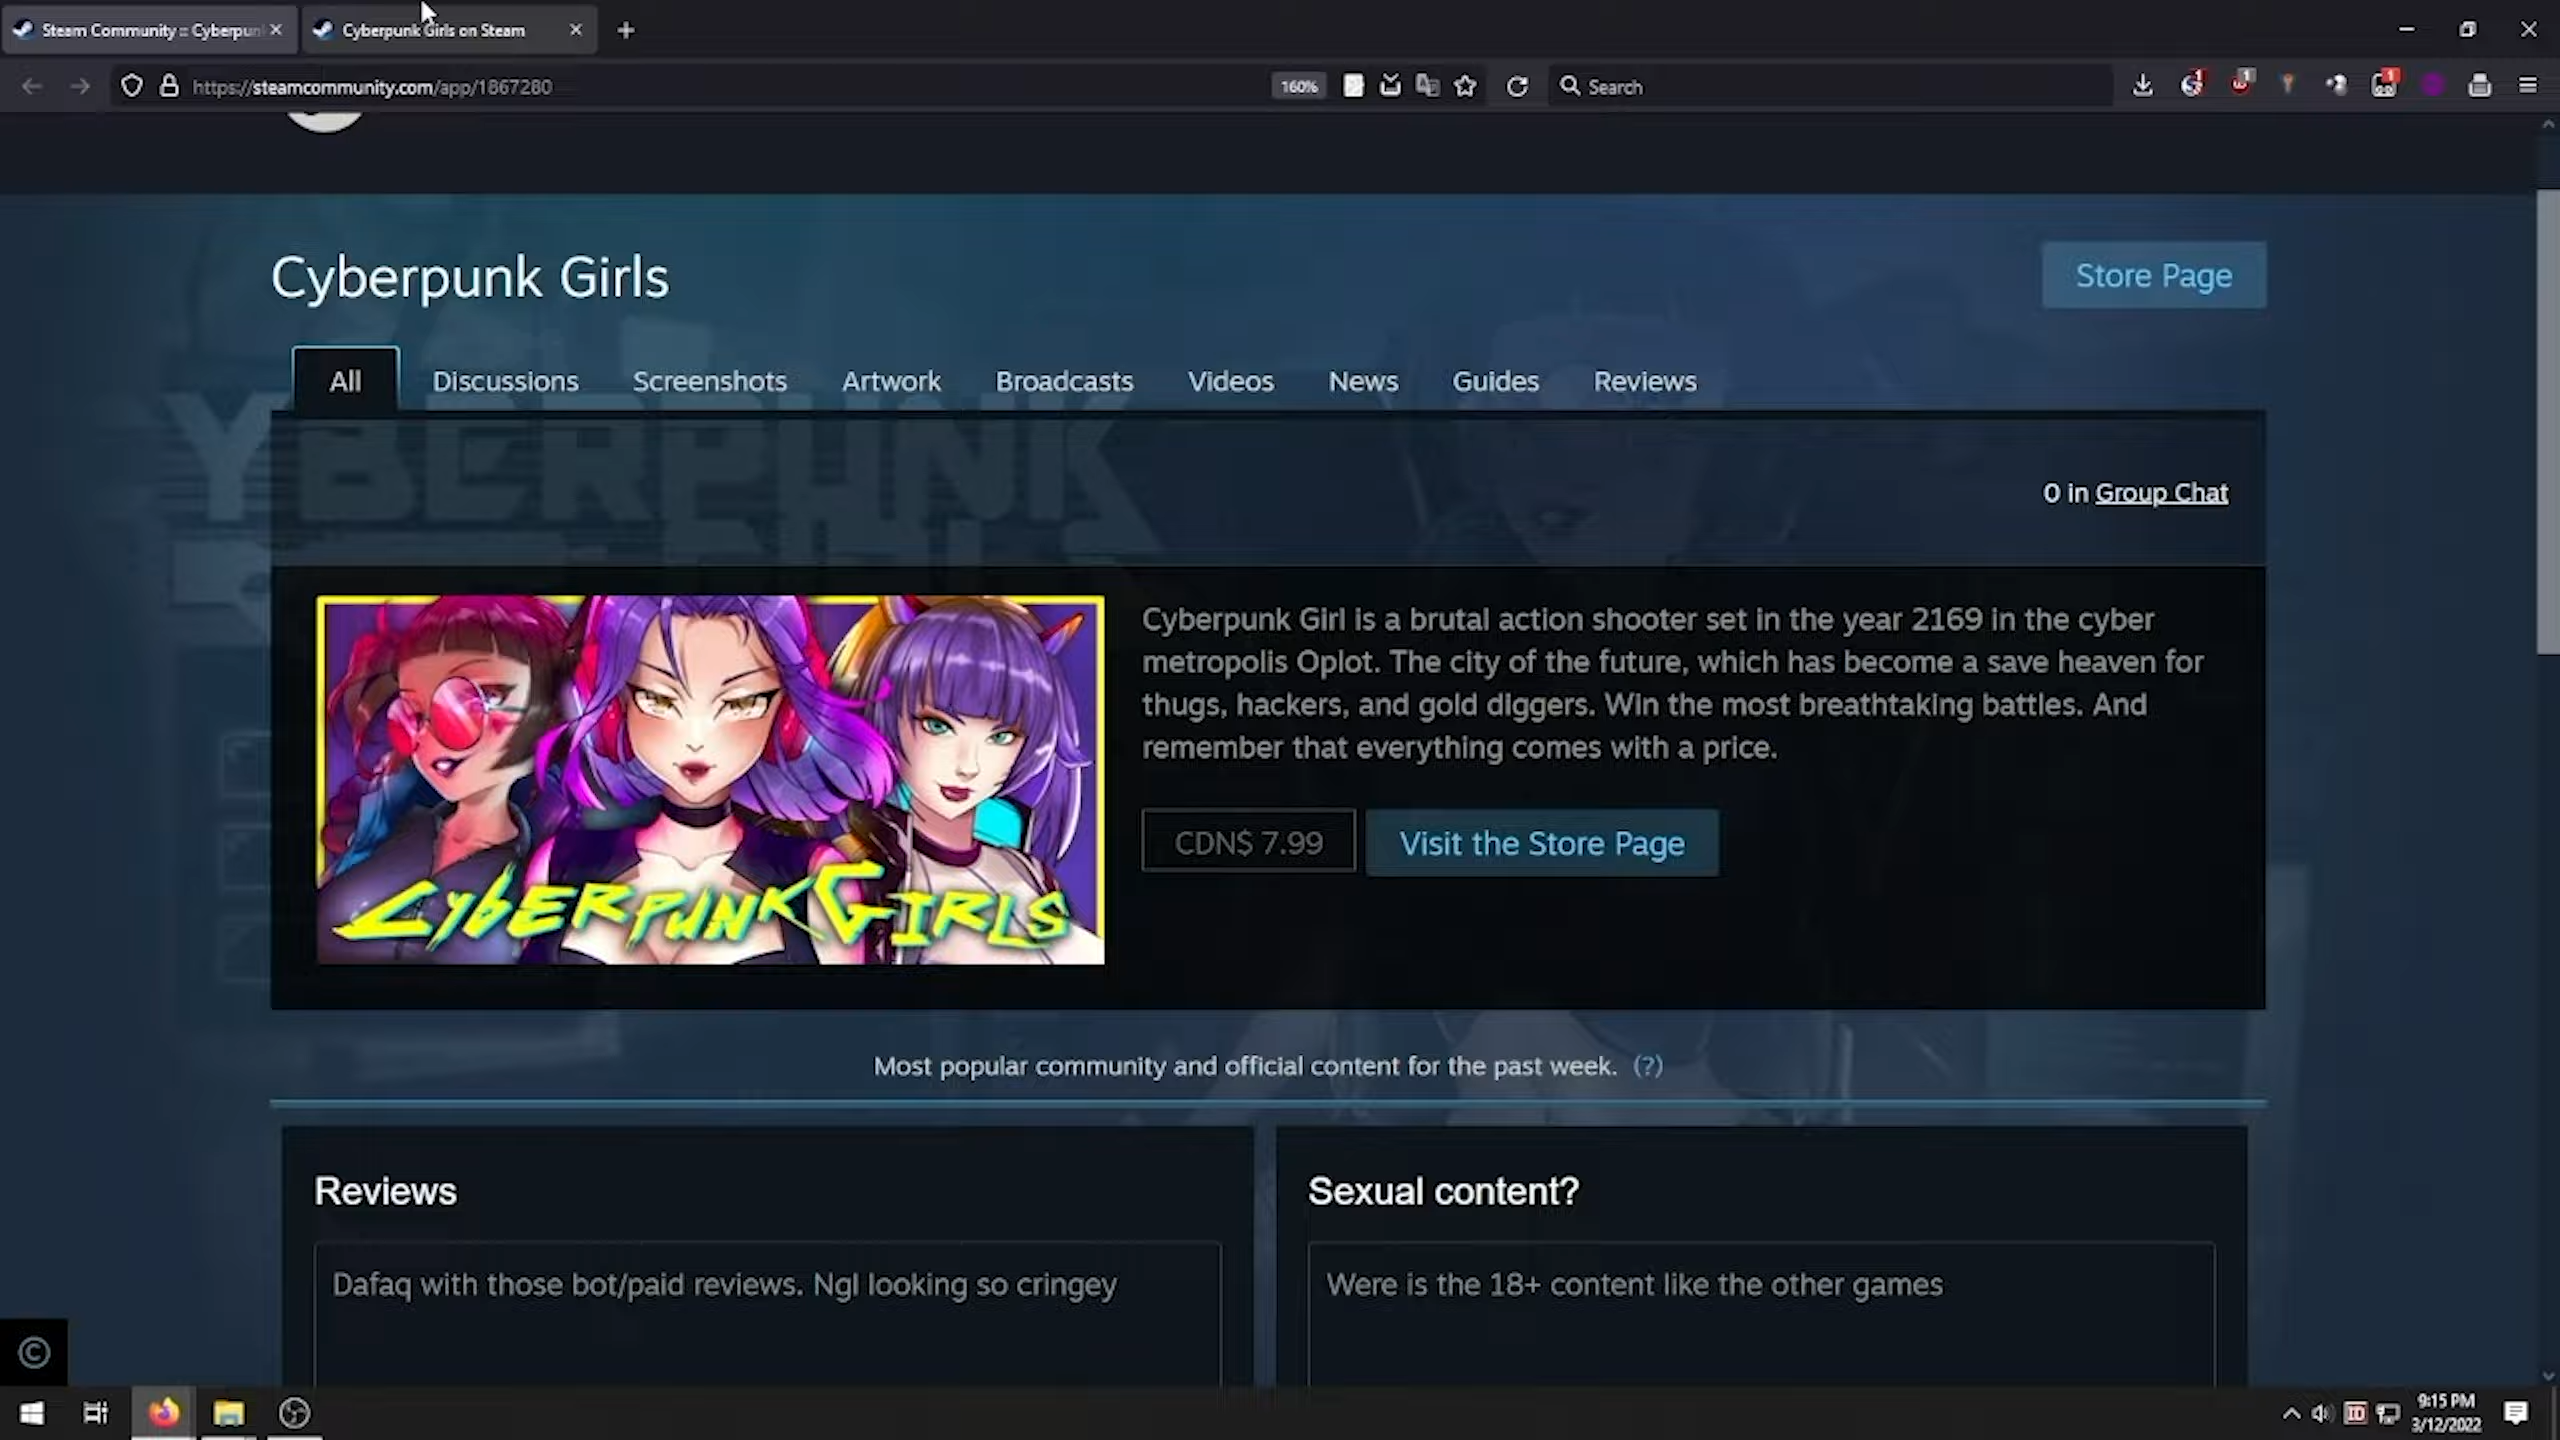 Steam Community :: Cyberpun
Cyberpunk Girls on Steam
https://steamcommunity.com/app/1867280
160%
Search
1
1
1
Cyberpunk Girls
Store Page
All
Discussions
Screenshots
Artwork
Broadcasts
Videos
News
Guides
Reviews
YBERPUNK
0 in Group Chat
CYBERPUNK GIRLS
Cyberpunk Girl is a brutal action shooter set in the year 2169 in the cyber
metropolis Oplot. The city of the future, which has become a save heaven for
thugs, hackers, and gold diggers. Win the most breathtaking battles. And
remember that everything comes with a price.
CDN$ 7.99
Visit the Store Page
Most popular community and official content for the past week. (?)
Reviews
Dafaq with those bot/paid reviews. Ngl looking so cringey
Sexual content?
Were is the 18+ content like the other games
©
9:15 PM
3/12/2022